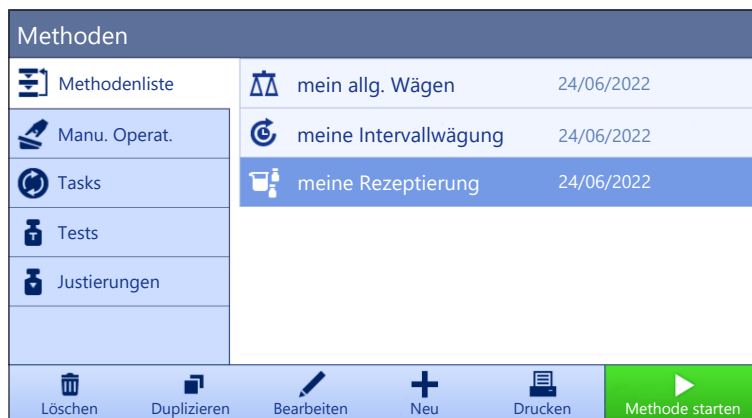 Methoden
Methodenliste
Manu. Operat.
Tasks
Tests
Justierungen
mein allg. Wägen 24/06/2022
meine Intervallwägung 24/06/2022
meine Rezeptierung 24/06/2022
Löschen Duplizieren Bearbeiten Neu Drucken Methode starten